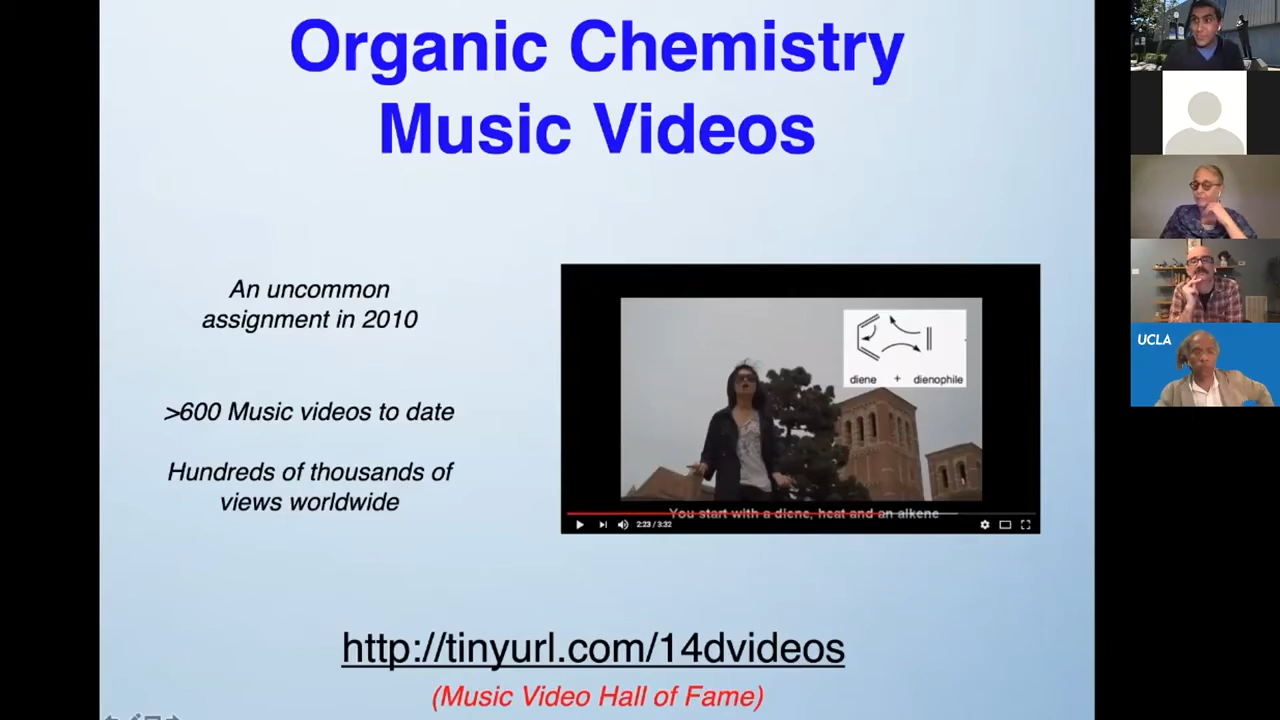 Organic Chemistry
Music Videos
An uncommon
assignment in 2010
>600 Music videos to date
Hundreds of thousands of
views worldwide
diene + dienophile
You start with a diene, heat and an alkene
2:23 / 3:32
http://tinyurl.com/14dvideos
(Music Video Hall of Fame)
UCLA